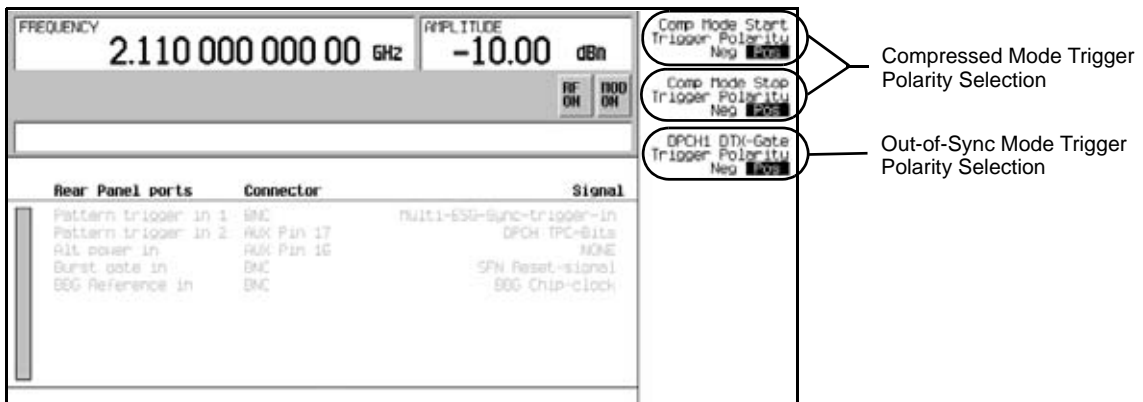 FREQUENCY
2.110 000 000 00 GHz
AMPLITUDE
-10.00 dBm
RF ON
MOD ON
Comp Mode Start
Trigger Polarity
Neg Pos
Comp Mode Stop
Trigger Polarity
Neg Pos
DPCH1 DTX-Gate
Trigger Polarity
Neg Pos
Compressed Mode Trigger
Polarity Selection
Out-of-Sync Mode Trigger
Polarity Selection
Rear Panel ports Connector Signal
Pattern trigger in 1 BNC Multi-ESG-Sync-trigger-in
Pattern trigger in 2 AUX Pin 17 DPCH TPC-Bits
Alt power in AUX Pin 16 NONE
Burst gate in BNC SFN Reset-signal
BBG Reference in BNC BBG Chip-clock